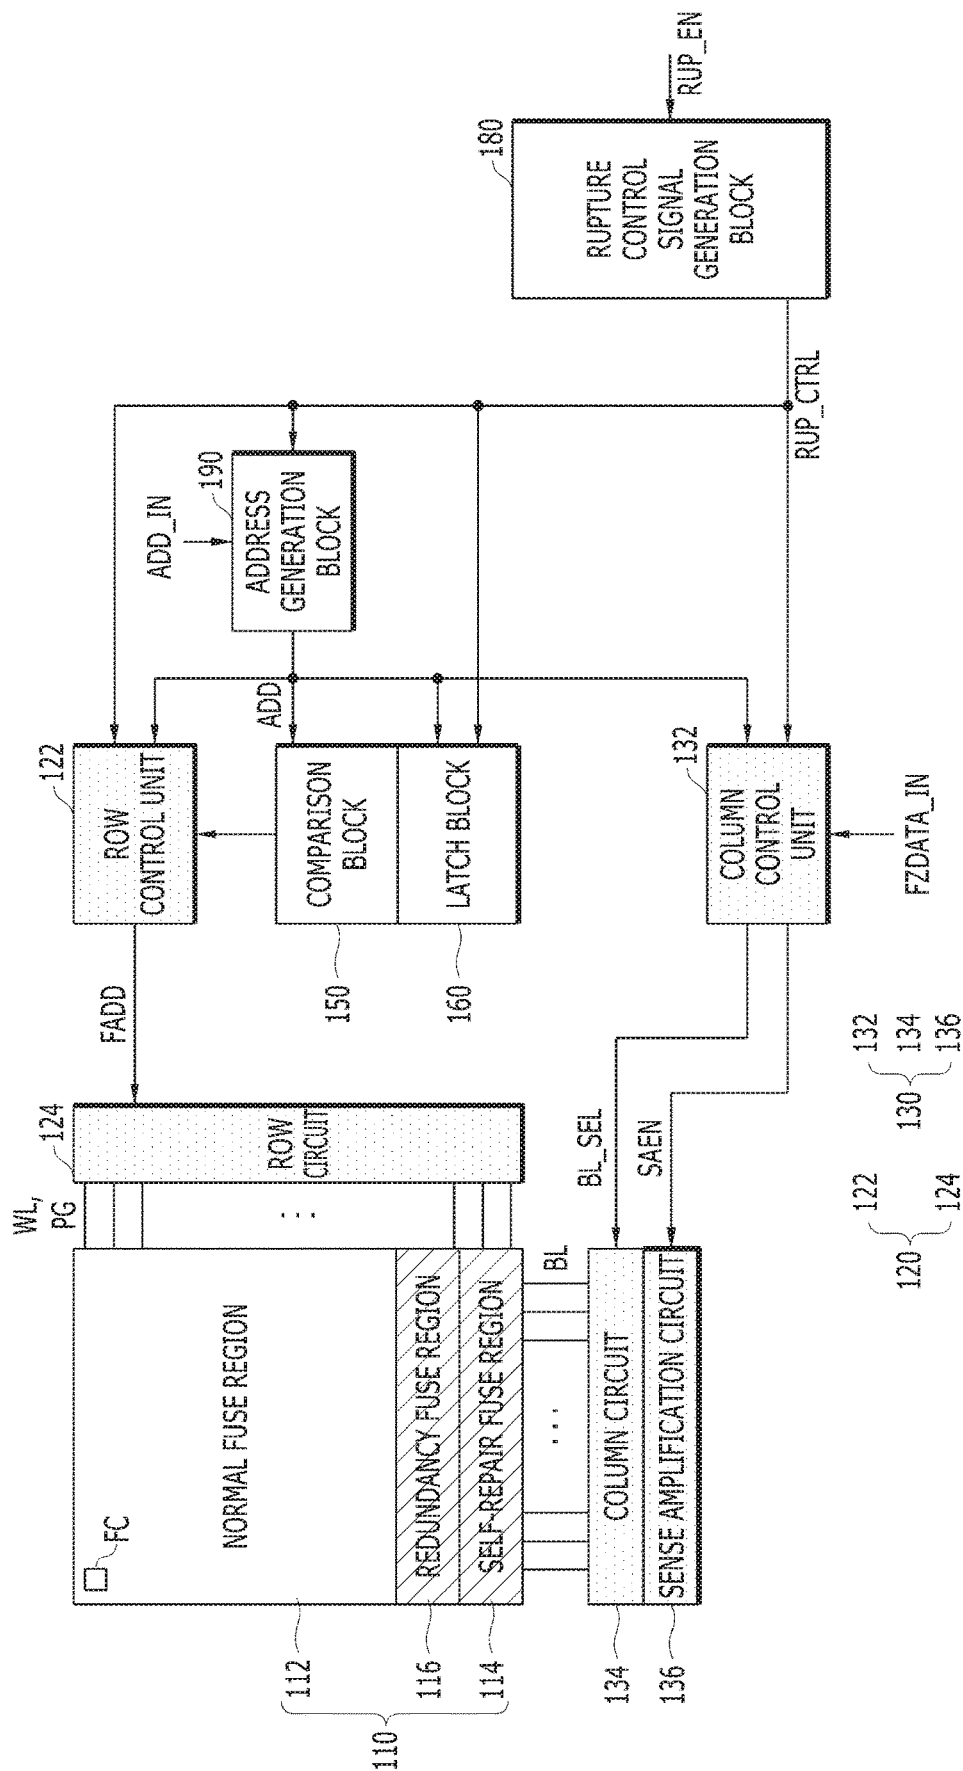 110
112
116
114
FC
NORMAL FUSE REGION
REDUNDANCY FUSE REGION
SELF-REPAIR FUSE REGION
WL,
PG
. . .
124
ROW
CIRCUIT
FADD
122
ROW
CONTROL UNIT
150
COMPARISON
BLOCK
160
LATCH BLOCK
ADD
ADD_IN
190
ADDRESS
GENERATION
BLOCK
BL
. . .
134
COLUMN CIRCUIT
136
SENSE AMPLIFICATION CIRCUIT
BL_SEL
SAEN
132
COLUMN
CONTROL
UNIT
FZDATA_IN
RUP_CTRL
180
RUPTURE
CONTROL
SIGNAL
GENERATION
BLOCK
RUP_EN
120
122
124
130
132
134
136